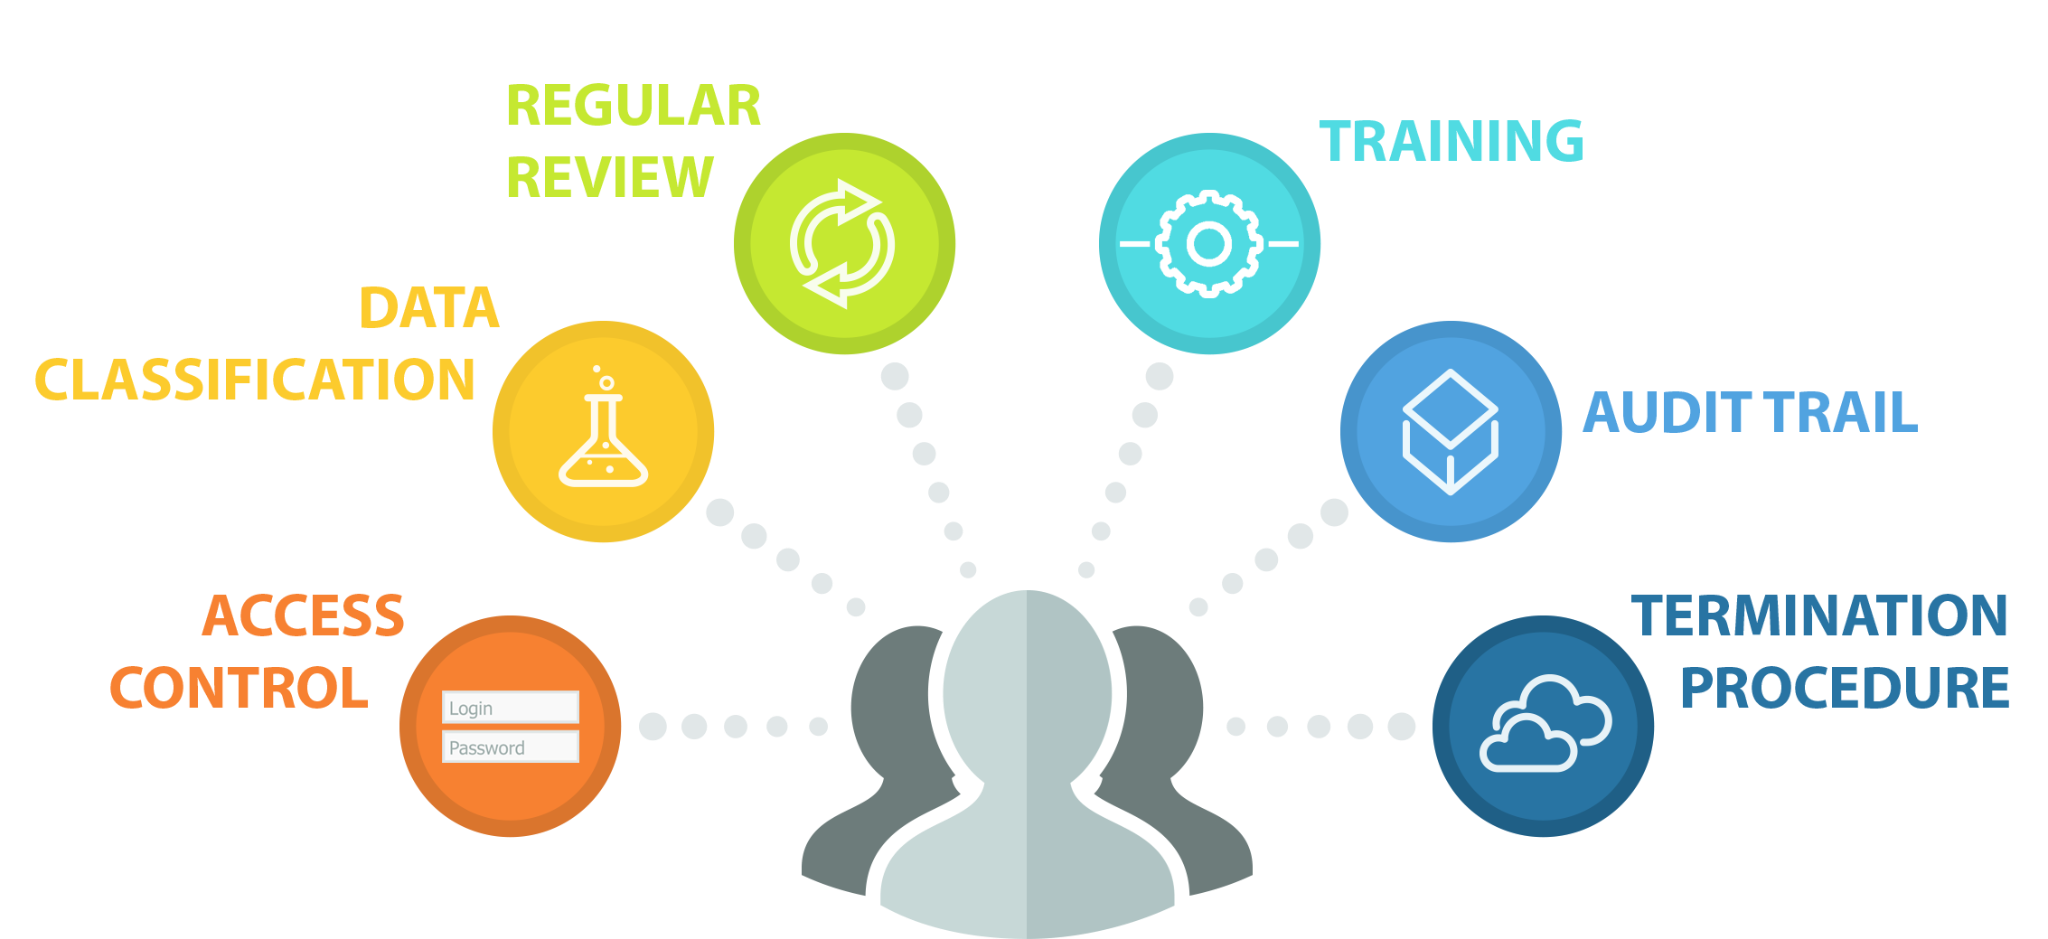 REGULAR
REVIEW
TRAINING
DATA
CLASSIFICATION
AUDIT TRAIL
ACCESS
CONTROL
Login
Password
TERMINATION
PROCEDURE